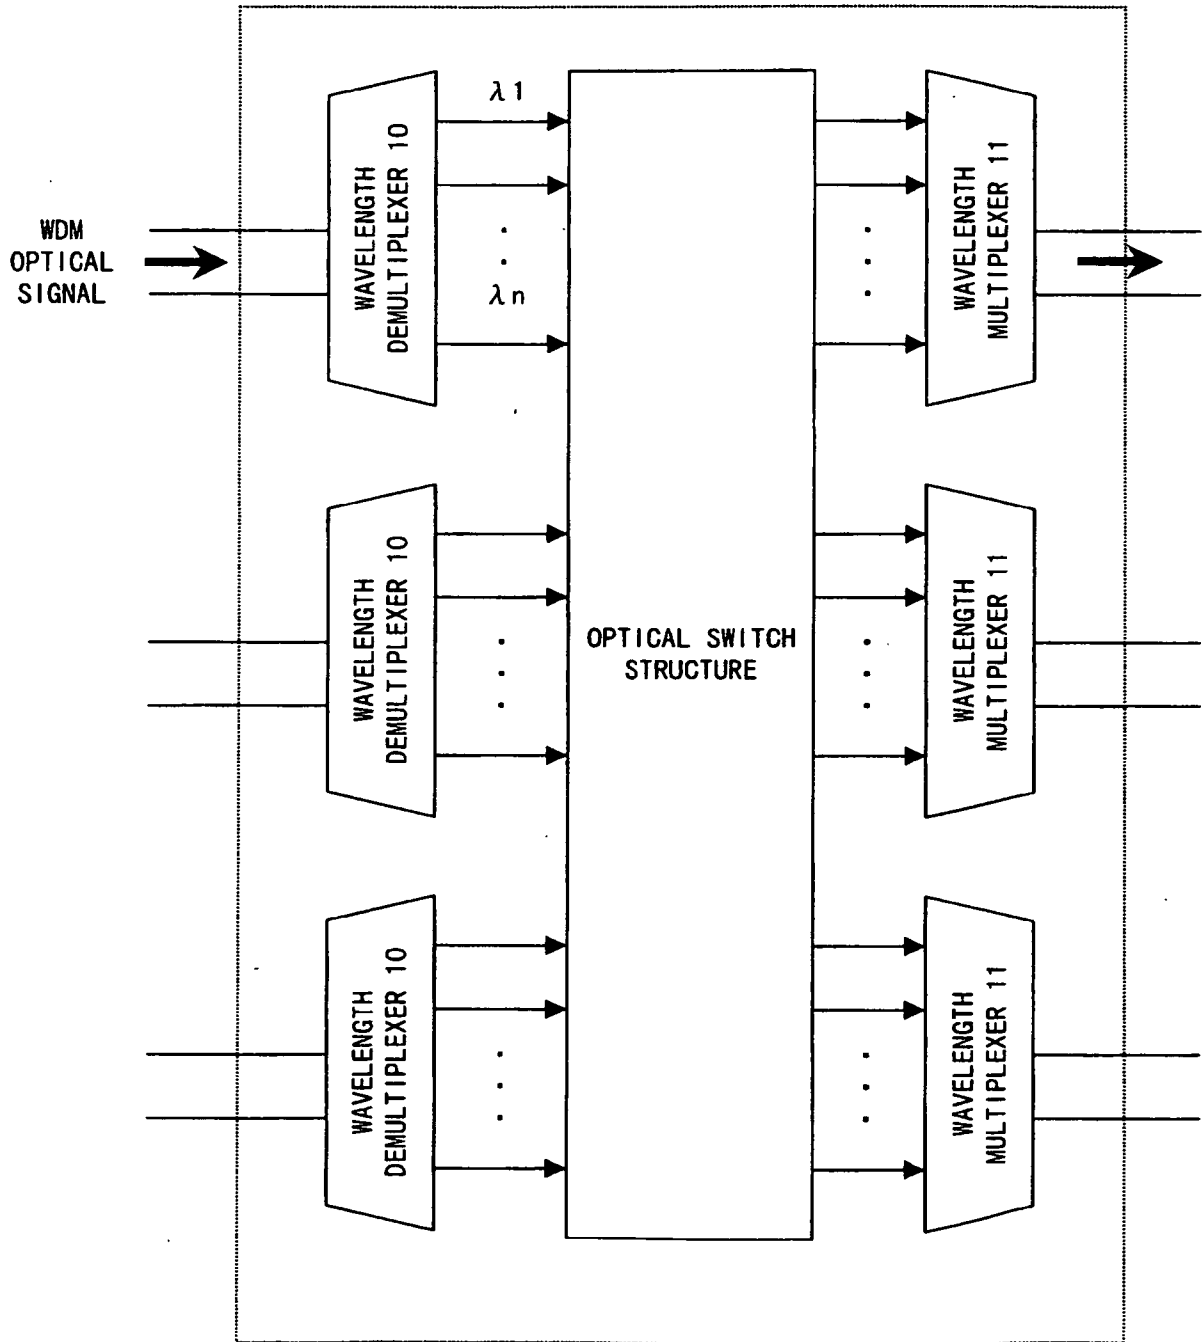 λ1
WAVELENGTH
DEMULTIPLEXER 10
WDM
OPTICAL
SIGNAL
λn
WAVELENGTH
MULTIPLEXER 11
WAVELENGTH
DEMULTIPLEXER 10
OPTICAL SWITCH
STRUCTURE
WAVELENGTH
MULTIPLEXER 11
WAVELENGTH
DEMULTIPLEXER 10
WAVELENGTH
MULTIPLEXER 11